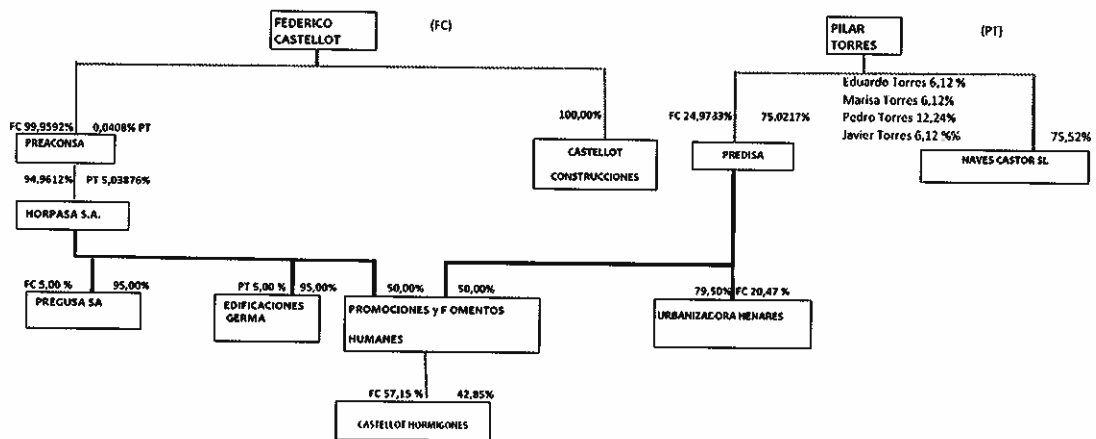 FEDERICO
CASTELLOT
(FC)
PILAR
TORRES
(PT)
Eduardo Torres 6,12 %
Marisa Torres 6,12%
Pedro Torres 12,24%
Javier Torres 6,12 %%
FC 99,9592% 0,0408% PT
100,00%
FC 24,9733% 75.0217%
75,52%
PREACONSA
CASTELLOT
CONSTRUCCIONES
PREDISA
NAVES CASTOR SL
94,9612% PT 5,03876%
HORPASA S.A.
FC 5,00 % 95,00%
PT 5,00 % 95,00%
50,00% 50,00%
79,50% FC 20,47 %
PREGUSA SA
EDIFICACIONES
GERMA
PROMOCIONES y F OMENTOS
HUMANES
URBANIZADORA HENARES
FC 57,15 % 42,85%
CASTELLOT HORMIGONES